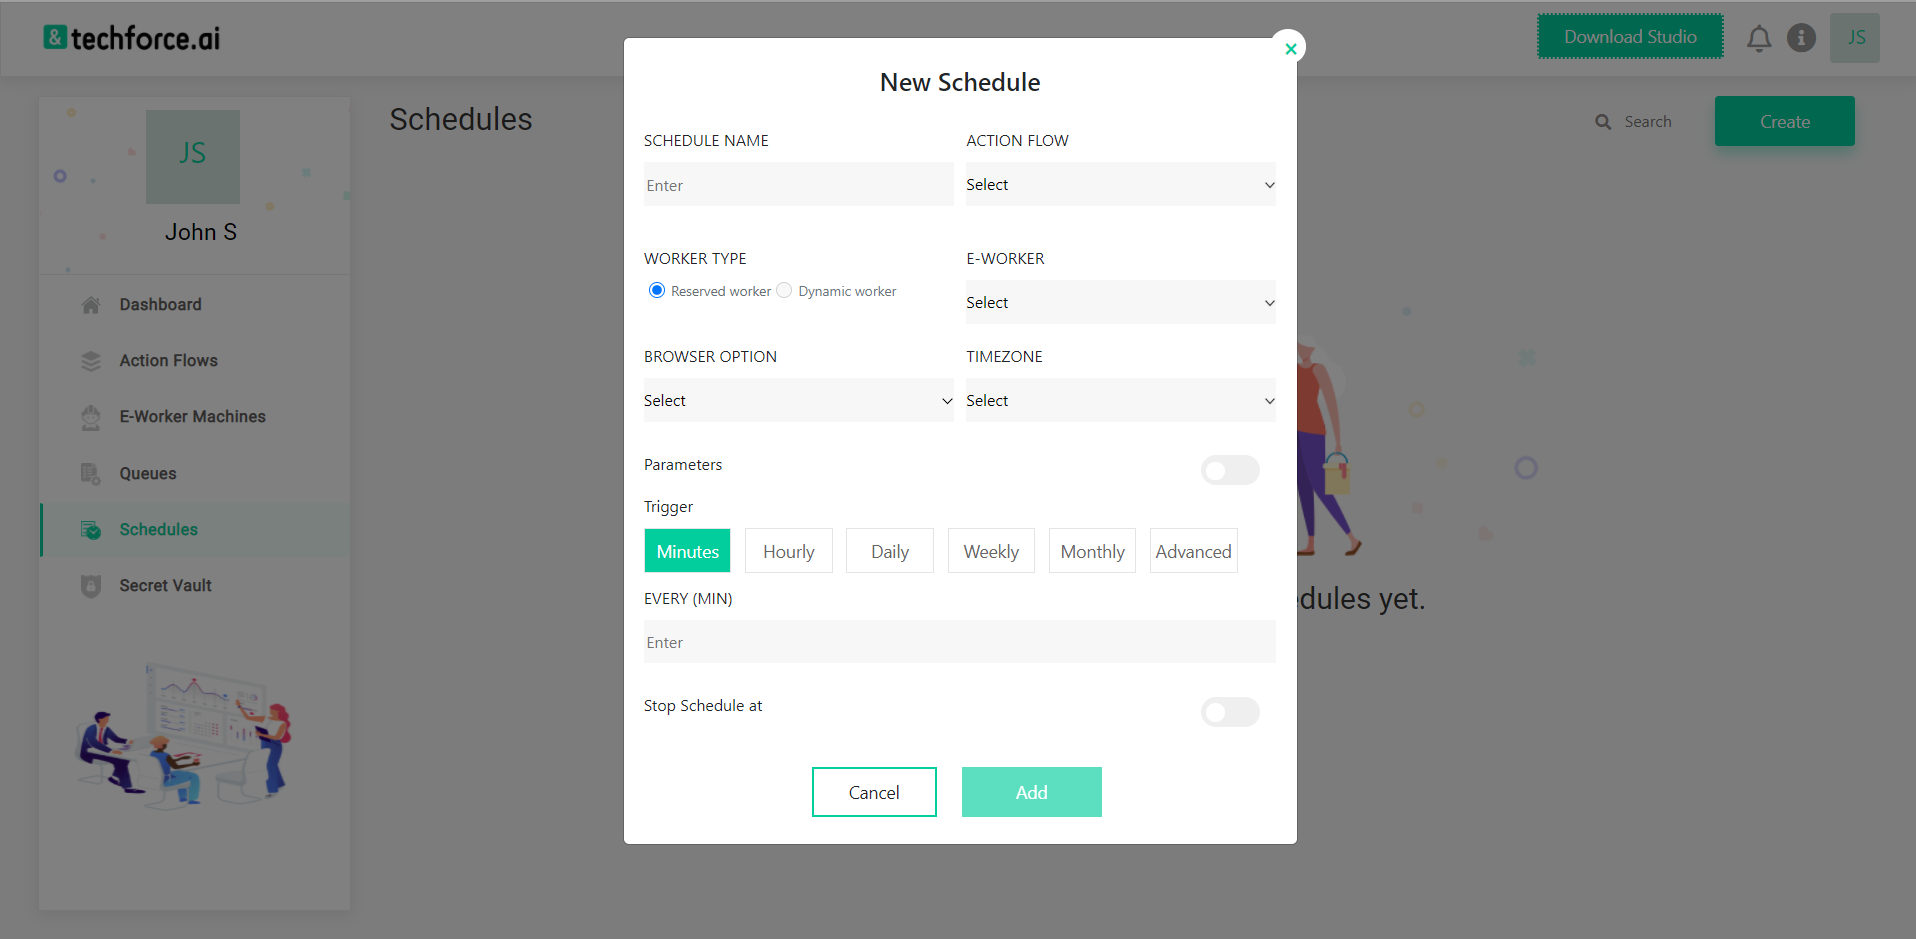 & techforce.ai
Download Studio
JS
JS
John S
Dashboard
Action Flows
E-Worker Machines
Queues
Schedules
Secret Vault
Schedules
Search
Create
New Schedule
SCHEDULE NAME
Enter
ACTION FLOW
Select
WORKER TYPE
Reserved worker
Dynamic worker
E-WORKER
Select
BROWSER OPTION
Select
TIMEZONE
Select
Parameters
Trigger
Minutes
Hourly
Daily
Weekly
Monthly
Advanced
EVERY (MIN)
Enter
Stop Schedule at
Cancel
Add
edules yet.